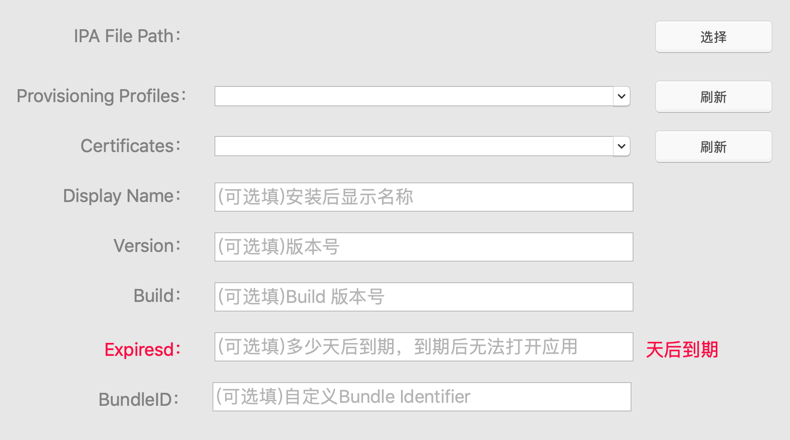 IPA File Path： 选择
Provisioning Profiles： 刷新
Certificates： 刷新
Display Name： (可选填)安装后显示名称
Version： (可选填)版本号
Build： (可选填)Build 版本号
Expiresd： (可选填)多少天后到期，到期后无法打开应用 天后到期
BundleID： (可选填)自定义Bundle Identifier